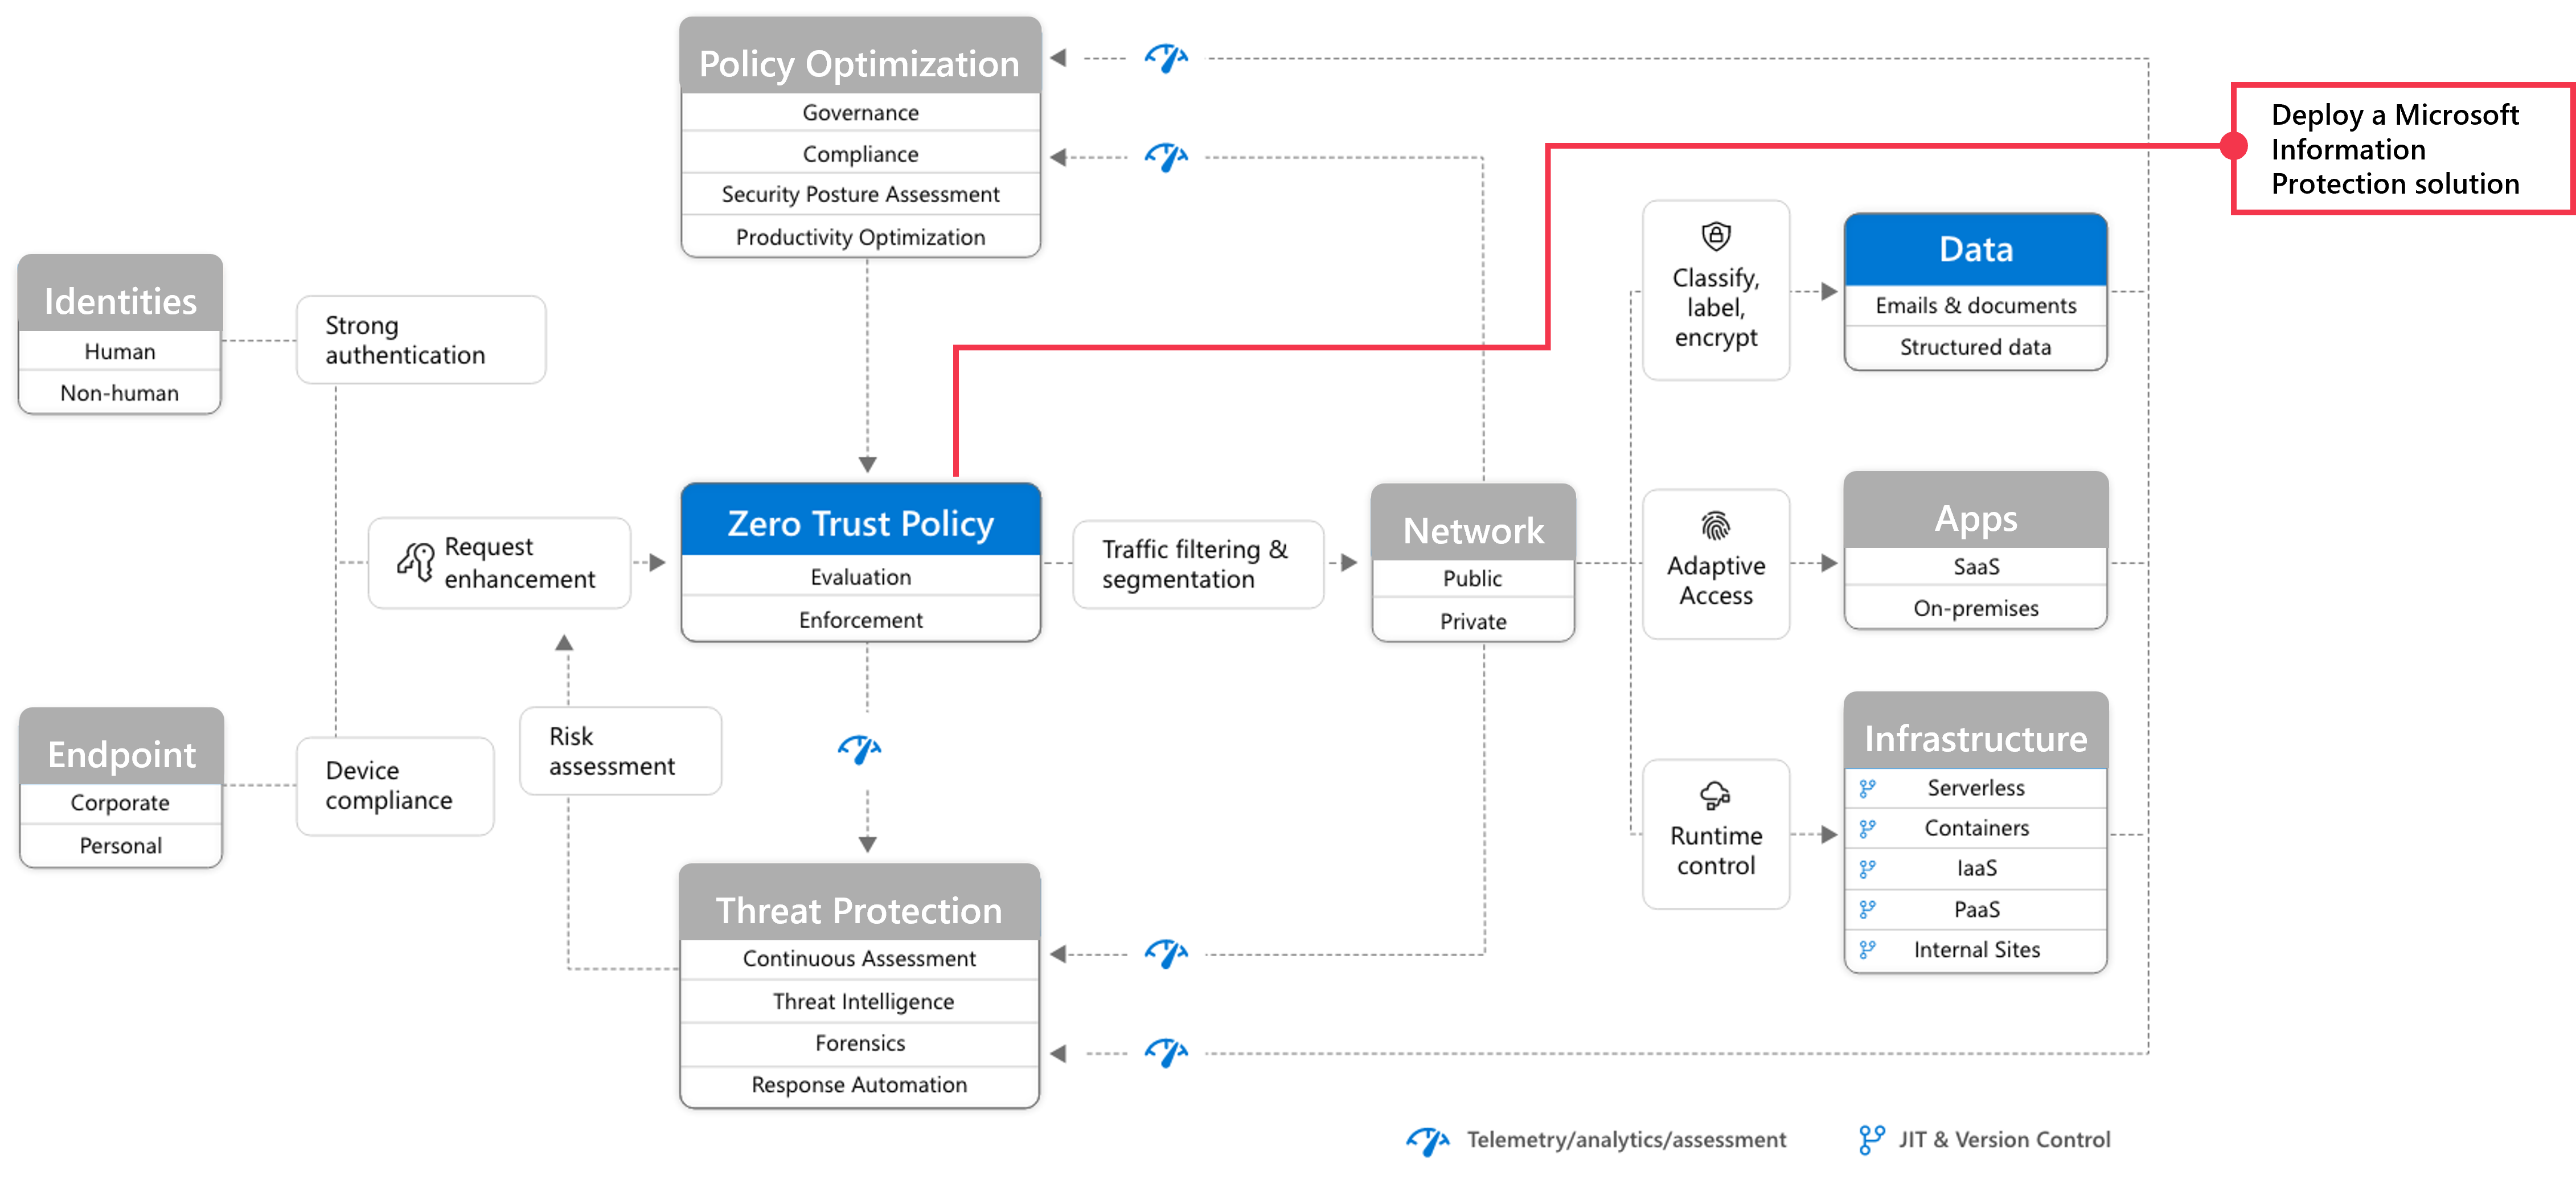 Policy Optimization
Governance
Compliance
Security Posture Assessment
Productivity Optimization
Deploy a Microsoft
Information
Protection solution
Identities
Human
Non-human
Strong
authentication
Classify,
label,
encrypt
Data
Emails & documents
Structured data
Request
enhancement
Zero Trust Policy
Evaluation
Enforcement
Traffic filtering &
segmentation
Network
Public
Private
Adaptive
Access
Apps
SaaS
On-premises
Endpoint
Corporate
Personal
Device
compliance
Risk
assessment
Runtime
control
Infrastructure
Serverless
Containers
IaaS
PaaS
Internal Sites
Threat Protection
Continuous Assessment
Threat Intelligence
Forensics
Response Automation
Telemetry/analytics/assessment
JIT & Version Control